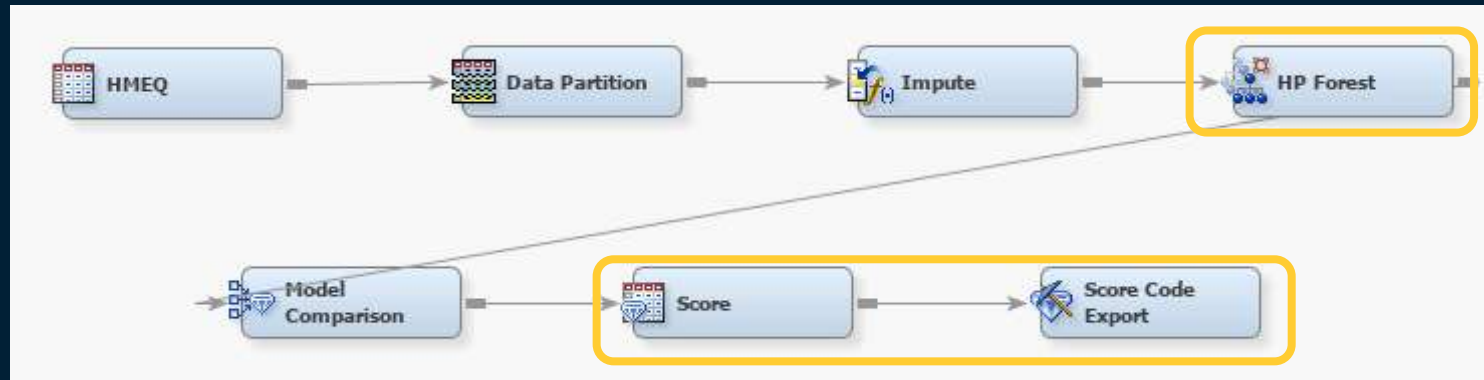 HMEQ
Data Partition
Impute
HP Forest
Model
Comparison
Score
Score Code
Export